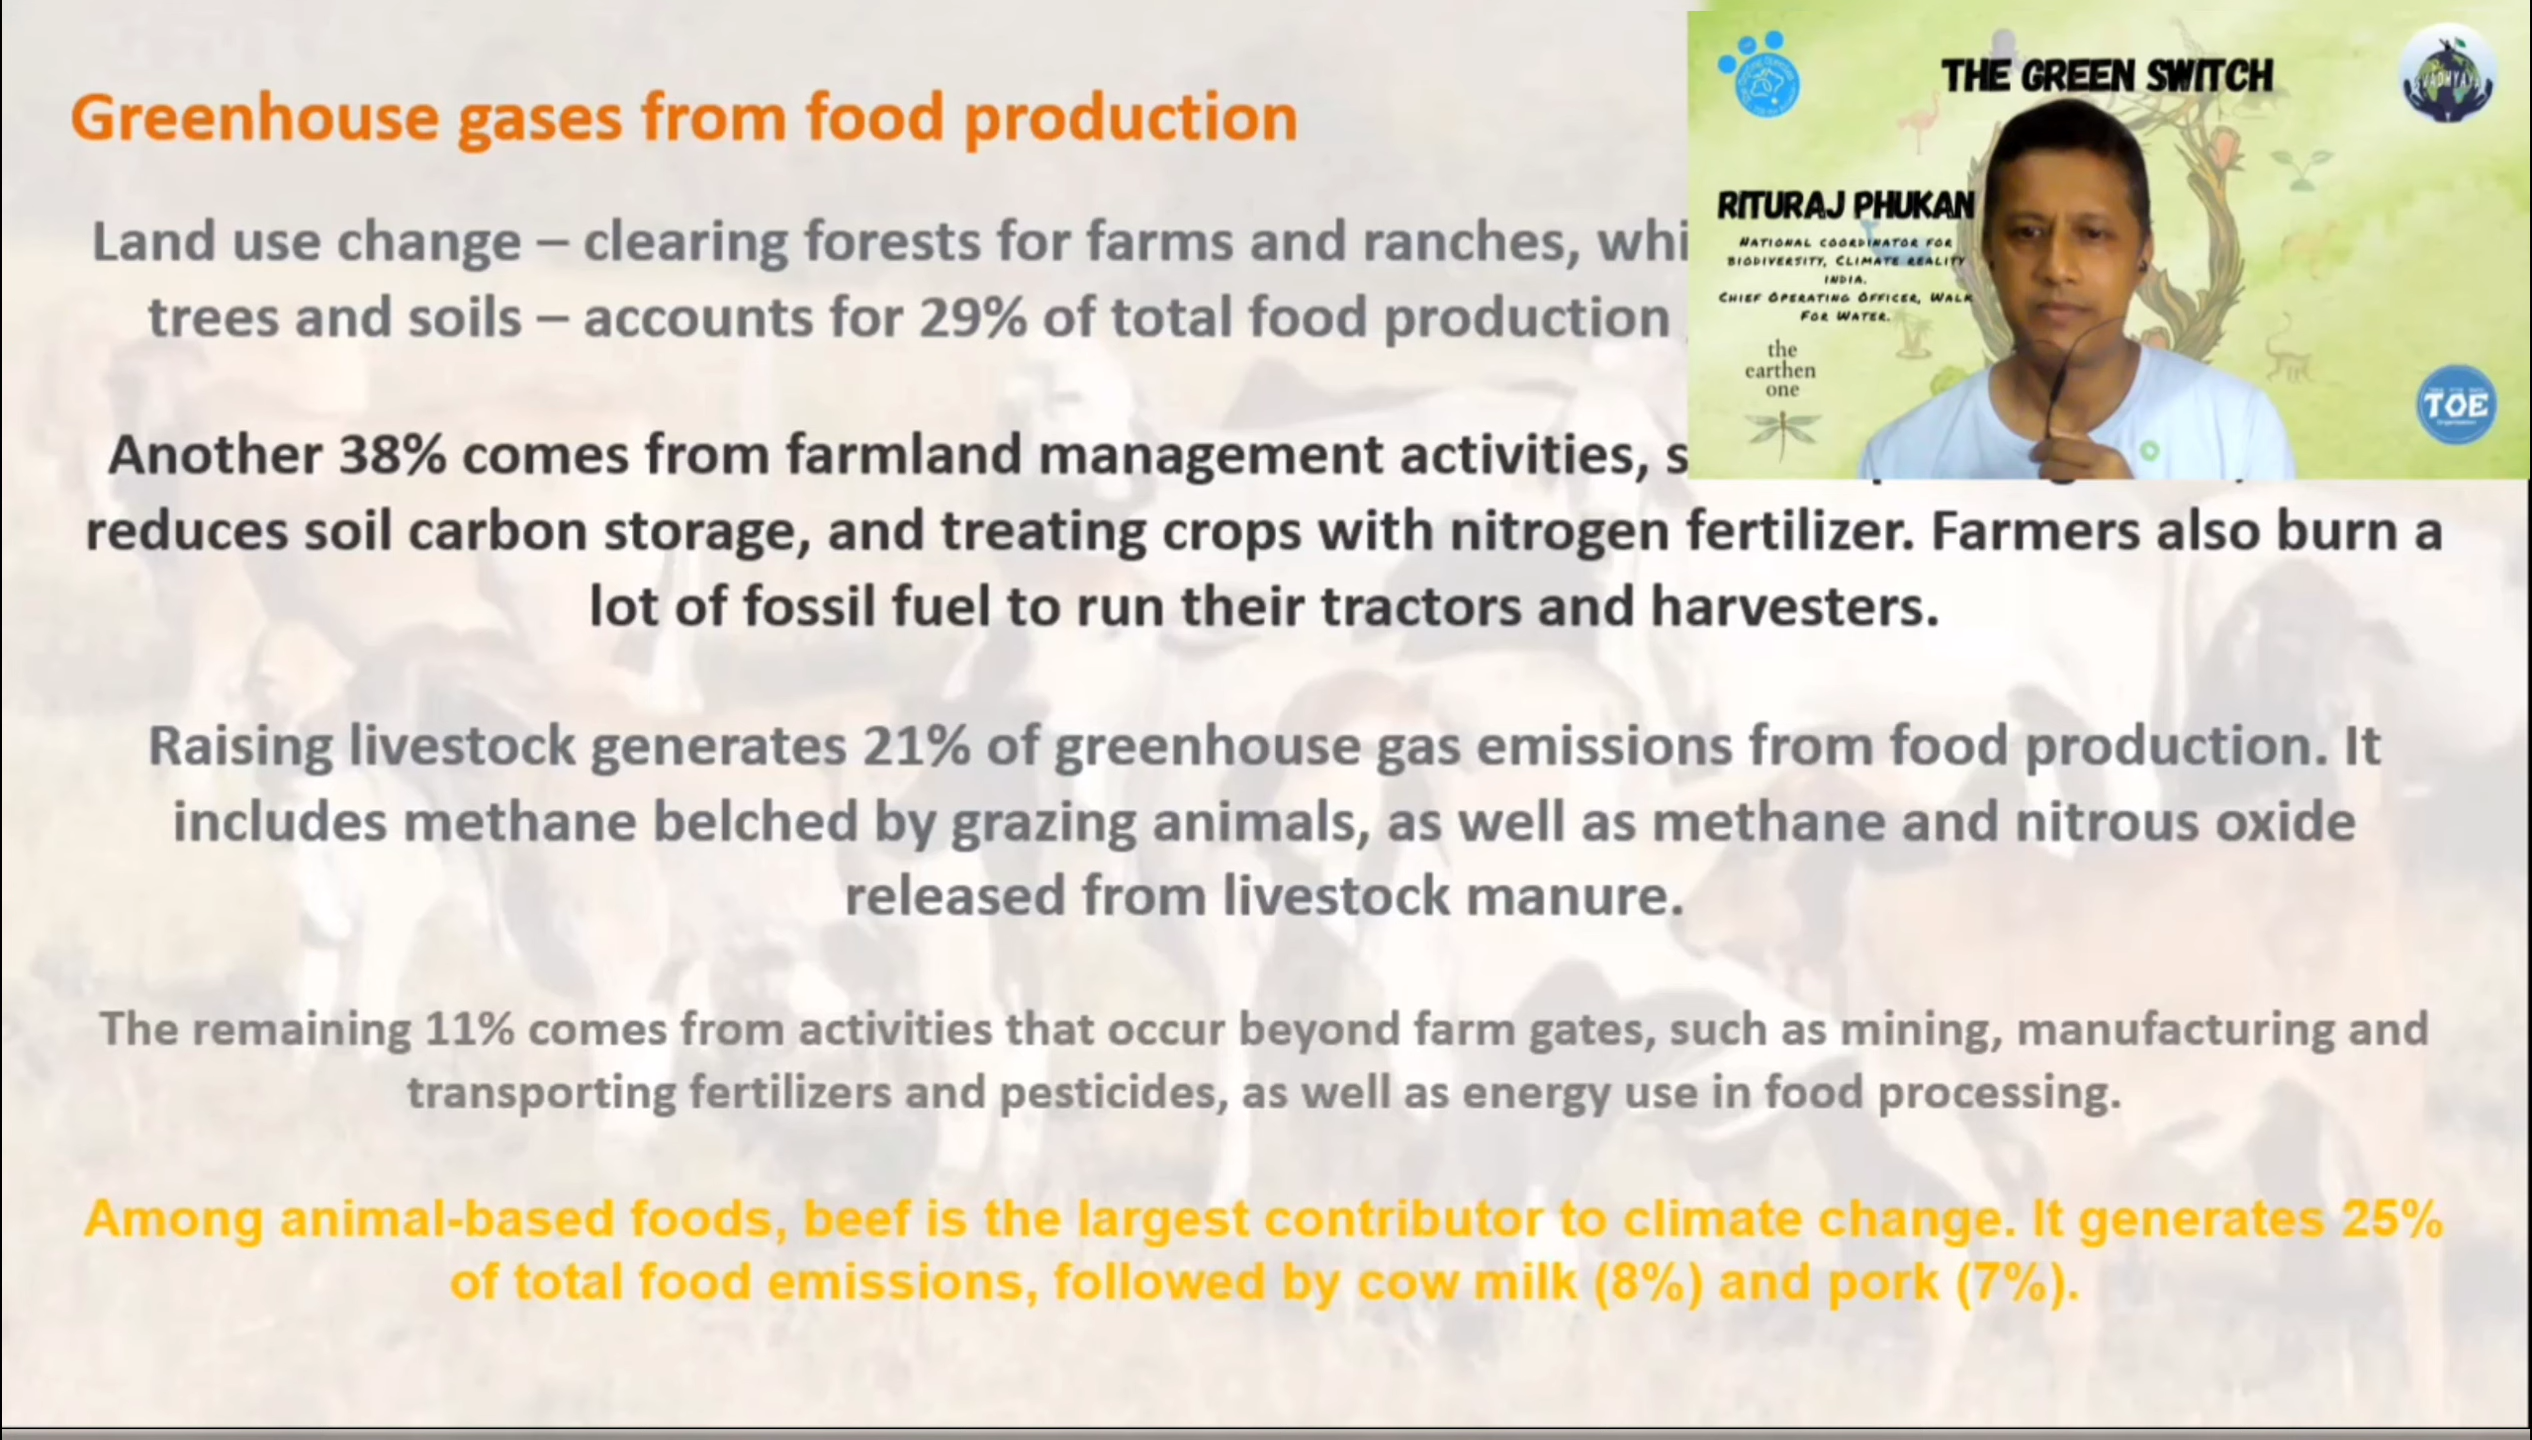 Greenhouse gases from food production
Land use change – clearing forests for farms and ranches,
trees and soils – accounts for 29% of total food production
Another 38% comes from farmland management activities,
reduces soil carbon storage, and treating crops with nitrogen fertilizer. Farmers also burn a
lot of fossil fuel to run their tractors and harvesters.
Raising livestock generates 21% of greenhouse gas emissions from food production. It
includes methane belched by grazing animals, as well as methane and nitrous oxide
released from livestock manure.
The remaining 11% comes from activities that occur beyond farm gates, such as mining, manufacturing and
transporting fertilizers and pesticides, as well as energy use in food processing.
Among animal-based foods, beef is the largest contributor to climate change. It generates 25%
of total food emissions, followed by cow milk (8%) and pork (7%).
THE GREEN SWITCH
RITURAJ PHUKAN
NATIONAL COORDINATOR FOR
BIODIVERSITY, CLIMATE REALITY
INDIA.
CHIEF OPERATING OFFICER, WALK
FOR WATER.
the
earthen
one
TOE